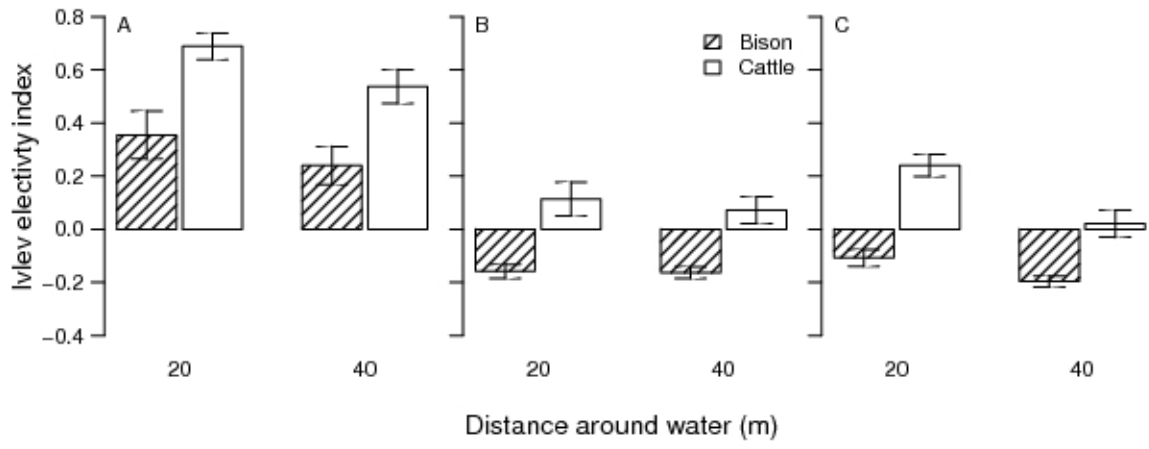 A
B
C
Bison
Cattle
Ivlev electivty index
0.8
0.6
0.4
0.2
0.0
−0.2
−0.4
20
40
20
40
20
40
Distance around water (m)